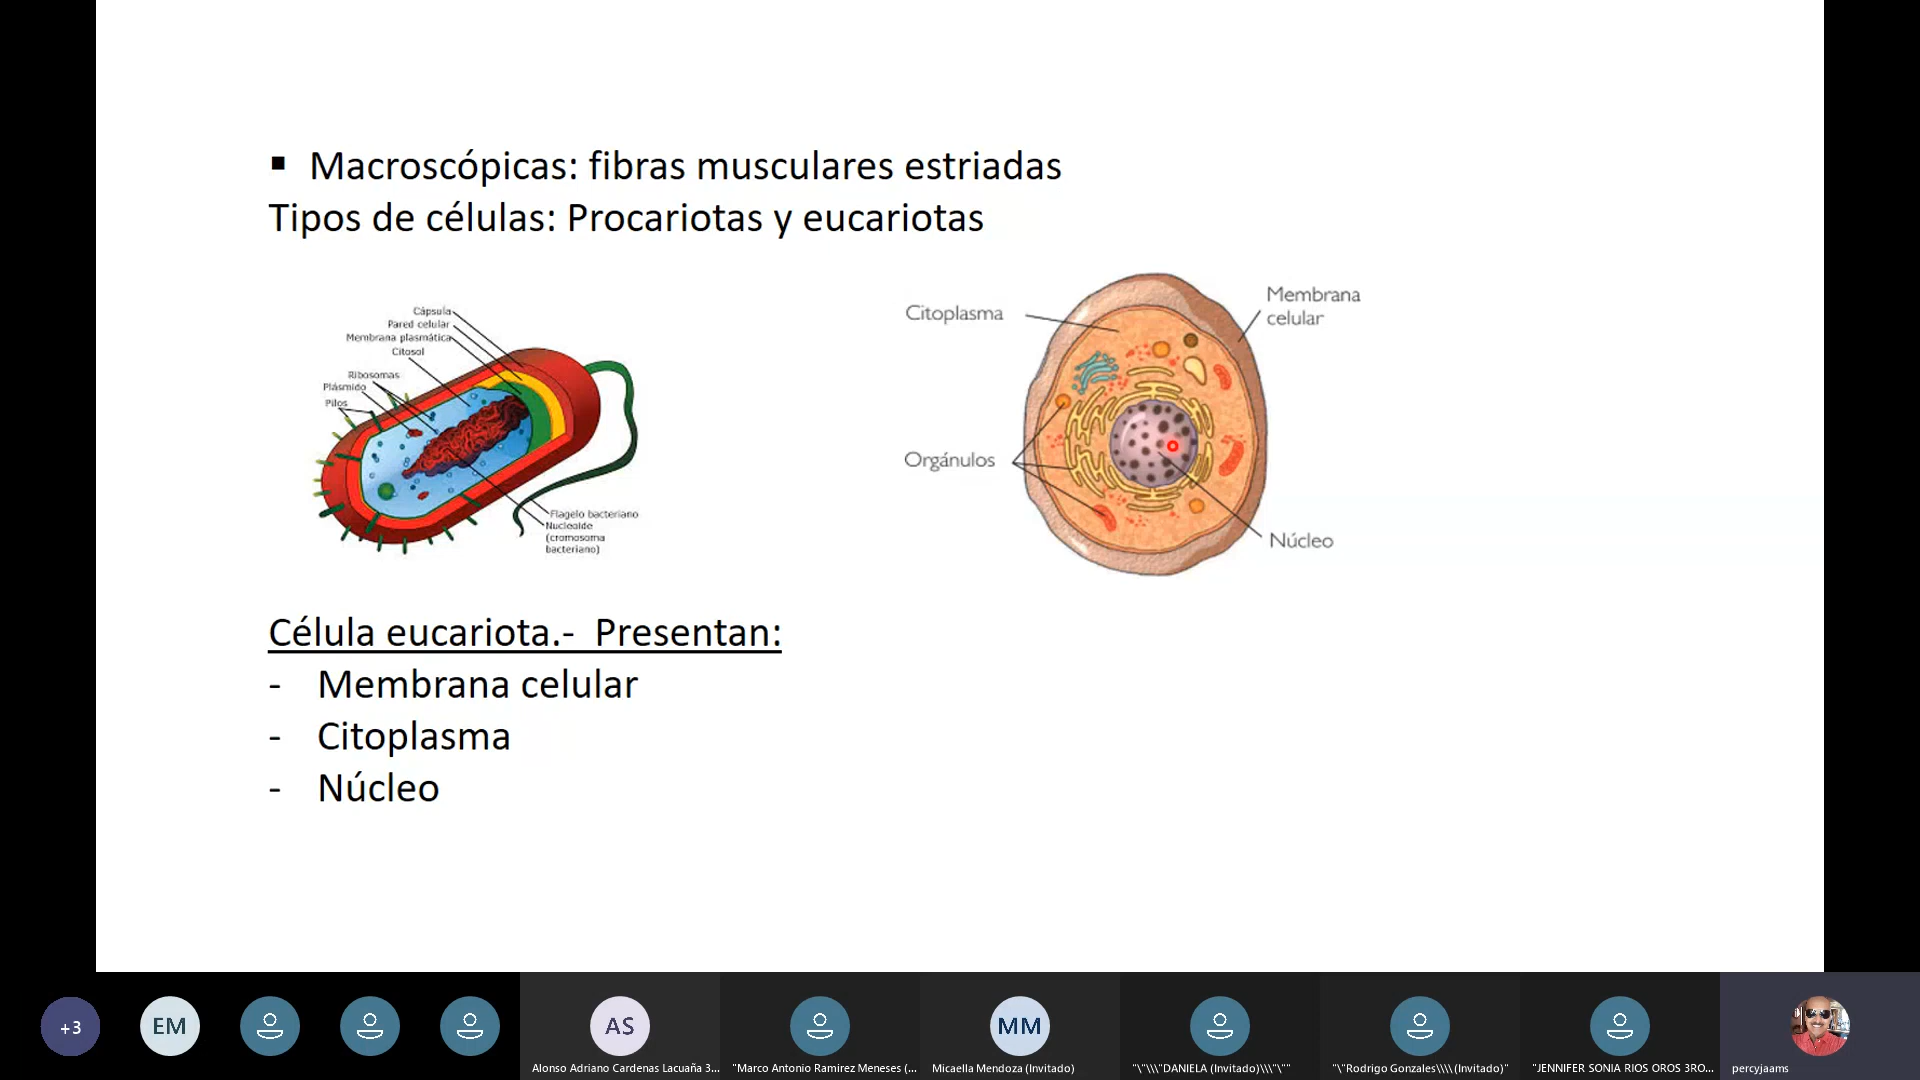 ▪ Macroscópicas: fibras musculares estriadas
Tipos de células: Procariotas y eucariotas
Cápsula
Pared celular
Membrana plasmática
Citosol
Ribosomas
Plásmido
Pilos
Flagelo bacteriano
Nucleoide
(cromosoma
bacteriano)
Citoplasma
Membrana
celular
Orgánulos
Núcleo
Célula eucariota.-  Presentan:
- Membrana celular
- Citoplasma
- Núcleo
+3
EM
AS
MM
Alonso Adriano Cardenas Lacuaña 3...
"Marco Antonio Ramirez Meneses (...
Micaella Mendoza (Invitado)
"\"\\\"DANIELA (Invitado)\\\"\""
"\"Rodrigo Gonzales\\\\ (Invitado)"
"JENNIFER SONIA RIOS OROS 3RO...
percyjaams